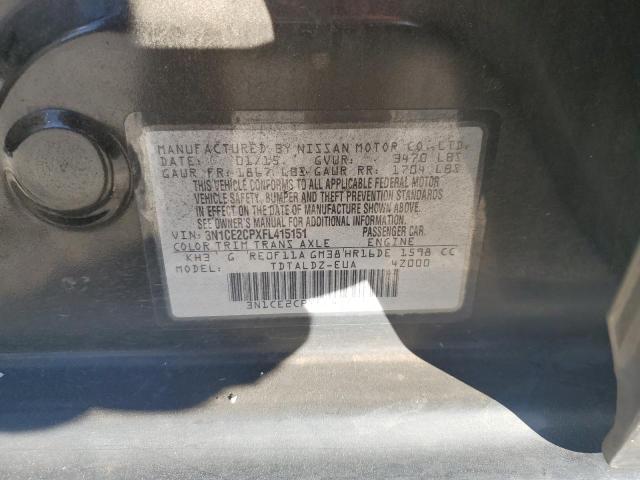 MANUFACTURED BY NISSAN MOTOR CO., LTD.
DATE: 01/15 GVWR: 3470 LBS
GAWR FR: 1867 LBS GAWR RR: 1704 LBS
THIS VEHICLE CONFORMS TO ALL APPLICABLE FEDERAL MOTOR
VEHICLE SAFETY, BUMPER AND THEFT PREVENTION STANDARDS
IN EFFECT ON THE DATE OF MANUFACTURE SHOWN ABOVE.
SEE OWNER'S MANUAL FOR ADDITIONAL INFORMATION.
VIN: 3N1CE2CPXFL415151 PASSENGER CAR.
COLOR TRIM TRANS AXLE ENGINE
KH3 G RE0F11A GM38 HR16DE 1598 CC
TDTALDZ-EUA 4Z000
3N1CE2CP